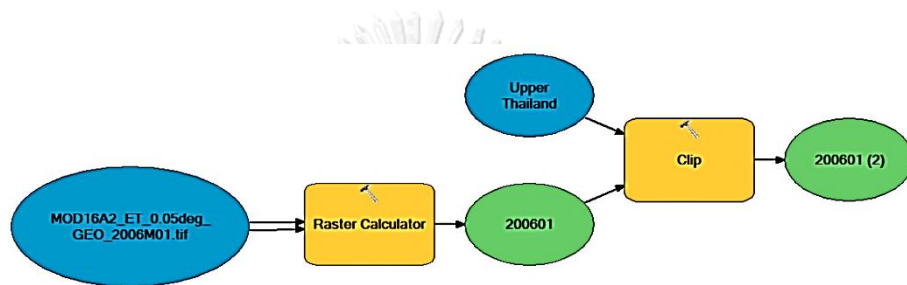 Upper
Thailand
Clip
200601 (2)
MOD16A2_ET_0.05deg_
GEO_2006M01.tif
Raster Calculator
200601